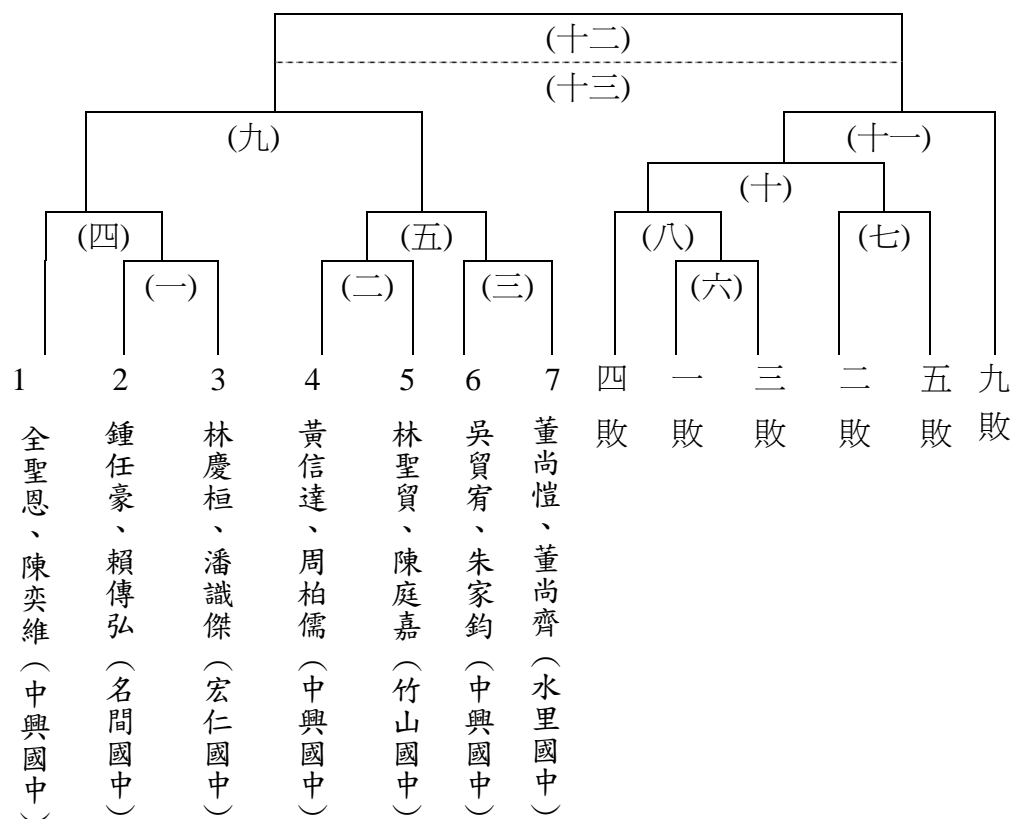 國中組男雙
(十二)
(十三)
(九)
(十一)
(十)
(四)
(五)
(八)
(七)
(一)
(二)
(三)
(六)
1 2 3 4 5 6 7 四敗 一敗 三敗 二敗 五敗 九敗
全聖恩、陳奕維(中興國中)
鍾任豪、賴傳弘(名間國中)
林慶桓、潘識傑(宏仁國中)
黃信達、周柏儒(中興國中)
林聖貿、陳庭嘉(竹山國中)
吳貿宥、朱家鈞(中興國中)
董尚愷、董尚齊(水里國中)